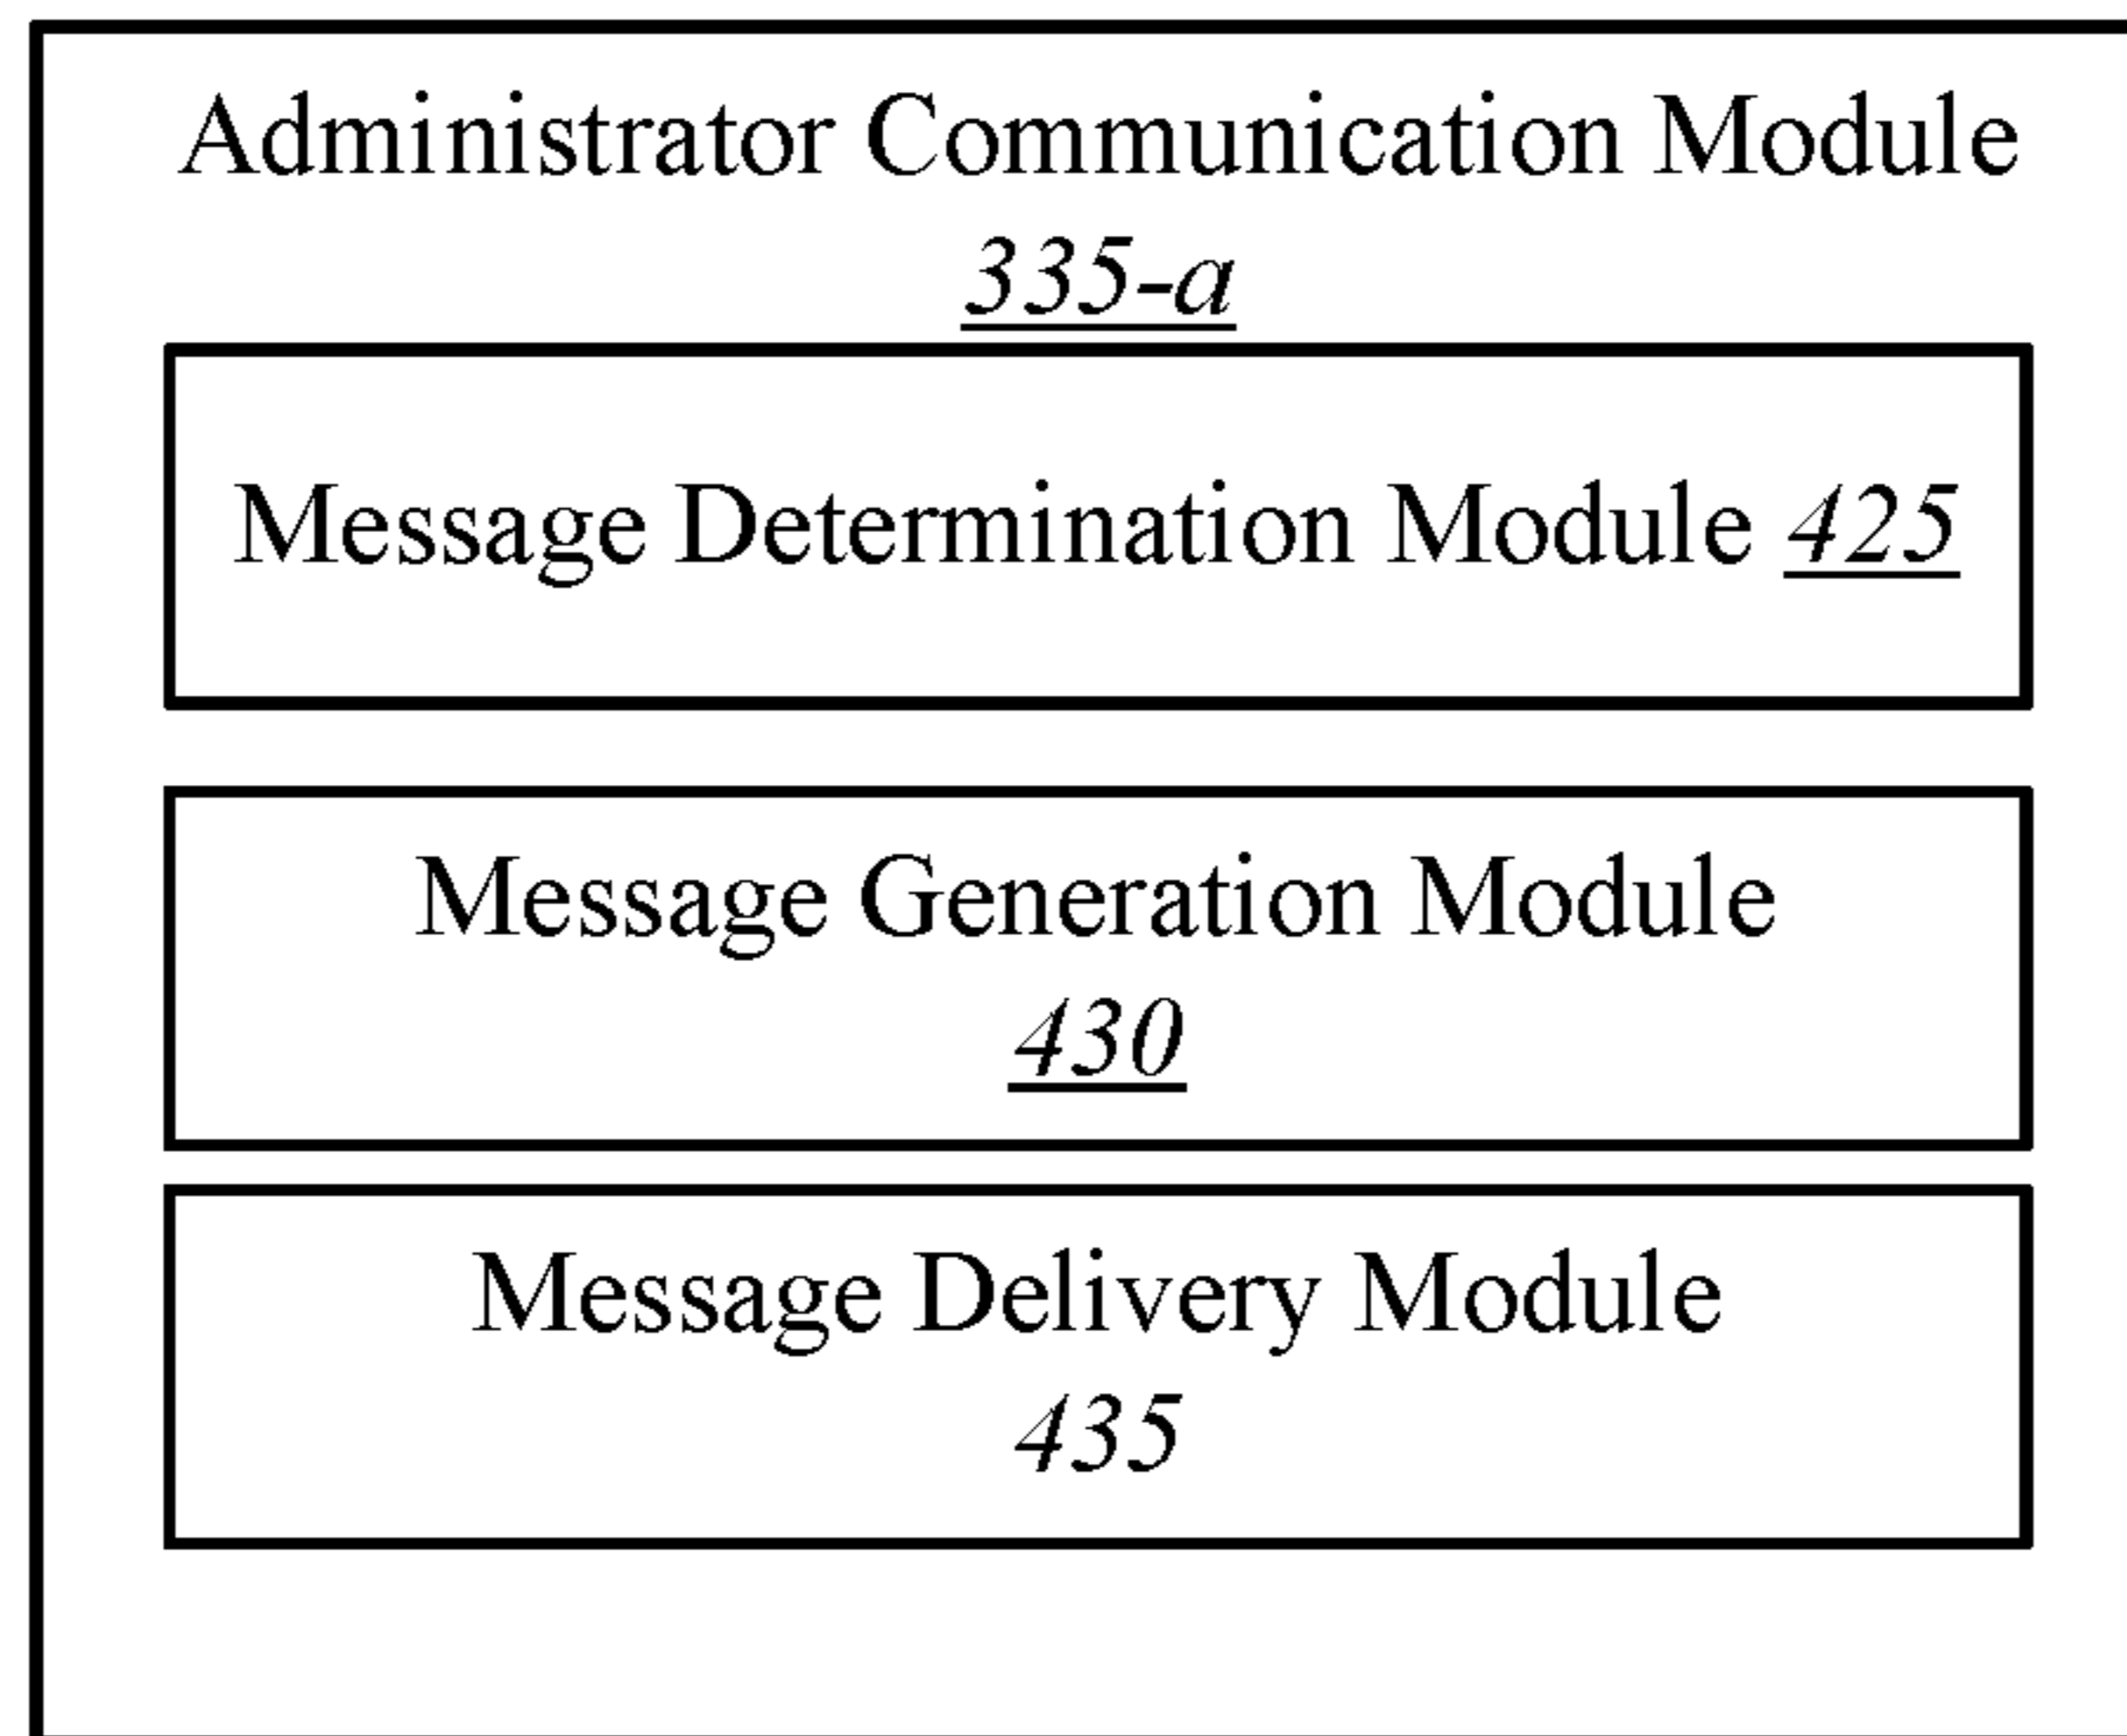 Administrator Communication Module
335-a
Message Determination Module 425
Message Generation Module
430
Message Delivery Module
435